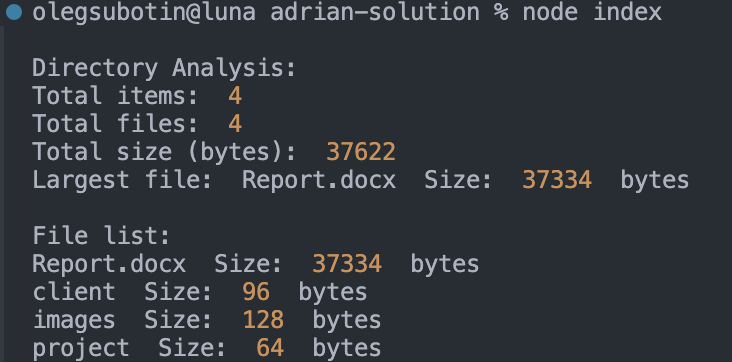 olegsubotin@luna adrian-solution % node index
Directory Analysis:
Total items:  4
Total files:  4
Total size (bytes):  37622
Largest file:  Report.docx  Size:  37334  bytes
File list:
Report.docx  Size:  37334  bytes
client  Size:  96  bytes
images  Size:  128  bytes
project  Size:  64  bytes